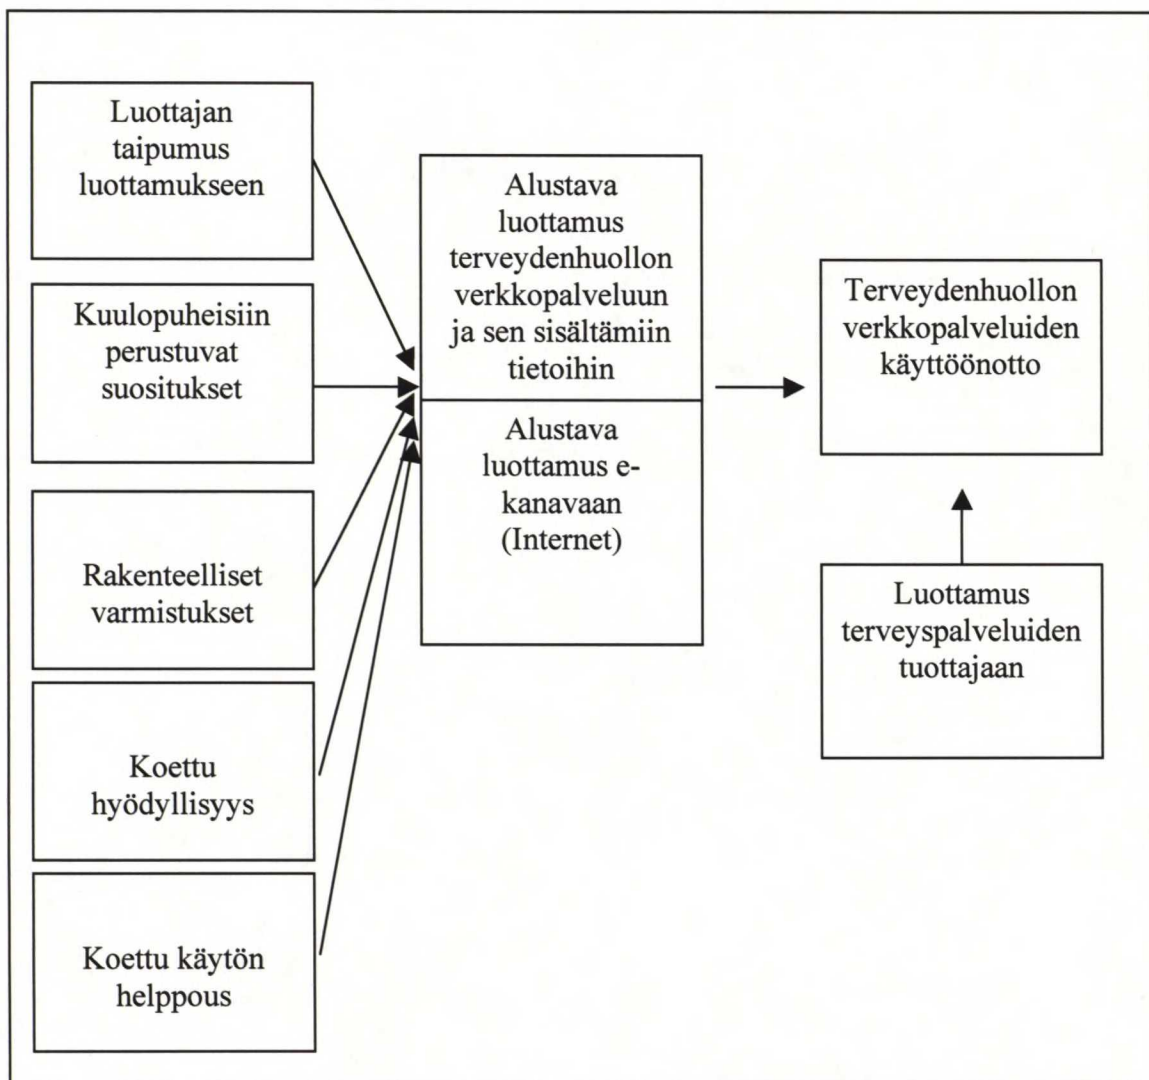 Luottajan
taipumus
luottamukseen
Kuulopuheisiin
perustuvat
suositukset
Rakenteelliset
varmistukset
Koettu
hyödyllisyys
Koettu käytön
helppous
Alustava
luottamus
terveydenhuollon
verkkopalveluun
ja sen sisältämiin
tietoihin
Alustava
luottamus e-
kanavaan
(Internet)
Terveydenhuollon
verkkopalveluiden
käyttöönotto
Luottamus
terveyspalveluiden
tuottajaan